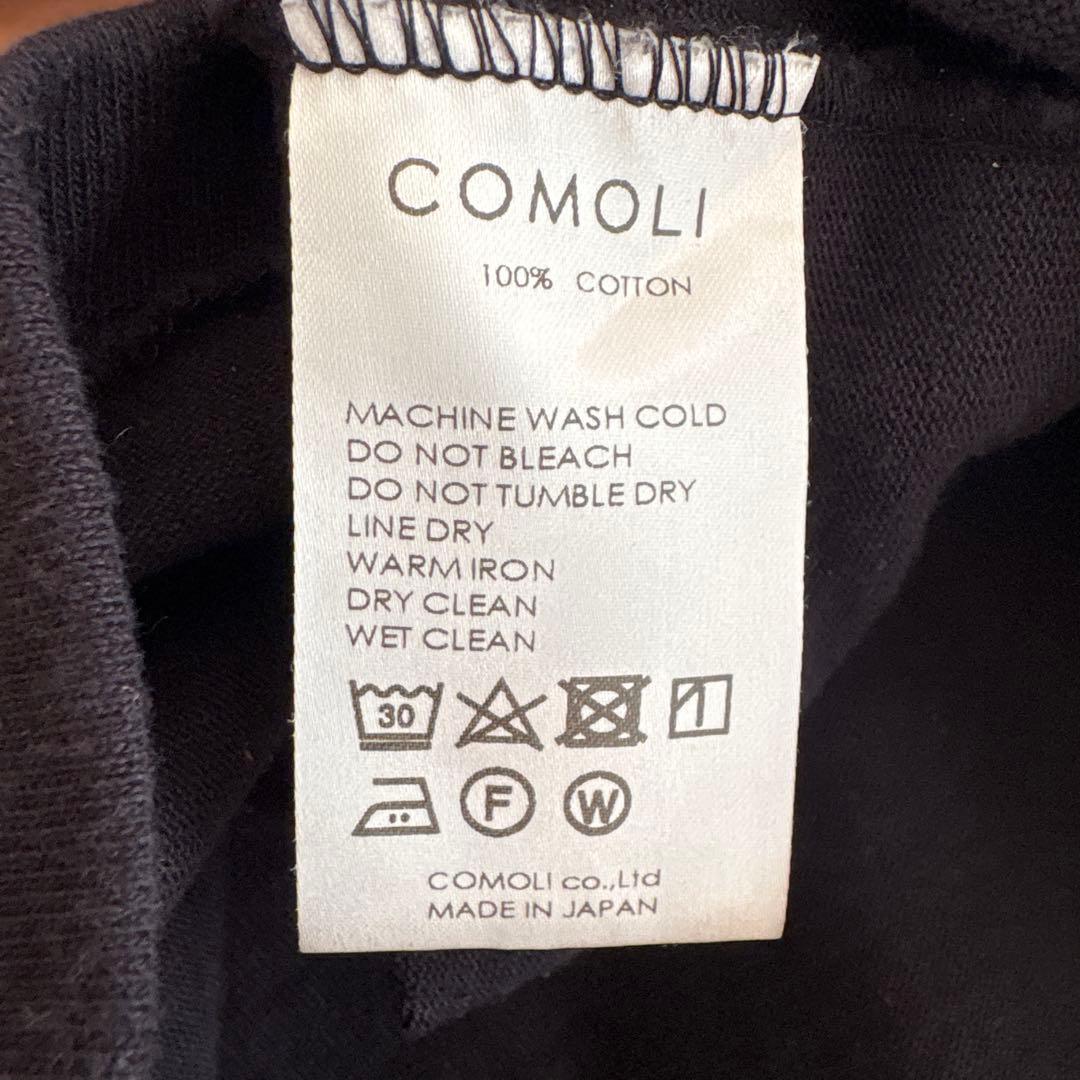 COMOLI
100% COTTON
MACHINE WASH COLD
DO NOT BLEACH
DO NOT TUMBLE DRY
LINE DRY
WARM IRON
DRY CLEAN
WET CLEAN
30
F W
COMOLI co.,Ltd
MADE IN JAPAN